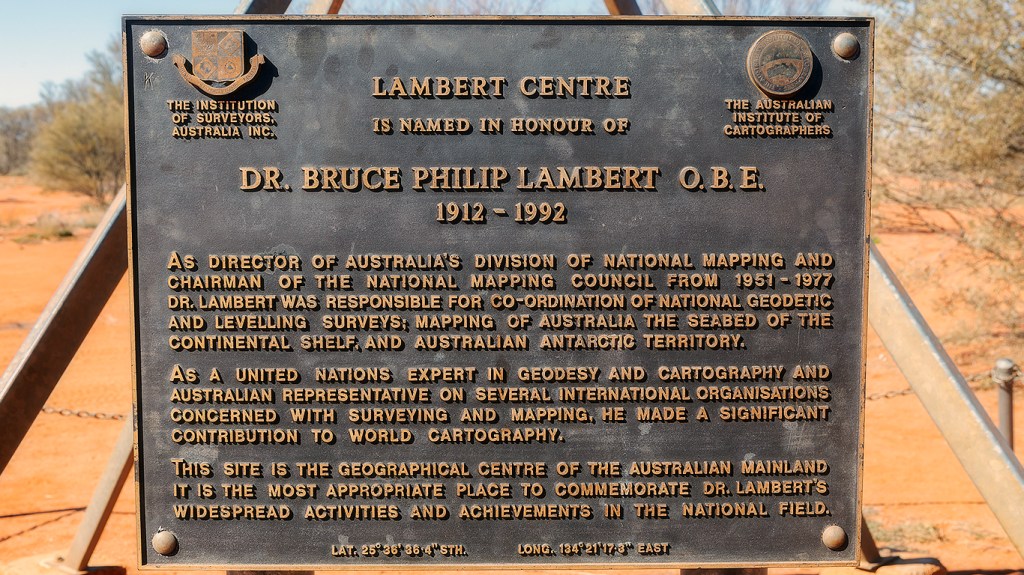 THE INSTITUTION
OF SURVEYORS,
AUSTRALIA INC.
LAMBERT CENTRE
IS NAMED IN HONOUR OF
THE AUSTRALIAN
INSTITUTE OF
CARTOGRAPHERS
DR. BRUCE PHILIP LAMBERT O.B.E.
1912 - 1992
AS DIRECTOR OF AUSTRALIA'S DIVISION OF NATIONAL MAPPING AND
CHAIRMAN OF THE NATIONAL MAPPING COUNCIL FROM 1951-1977
DR. LAMBERT WAS RESPONSIBLE FOR CO-ORDINATION OF NATIONAL GEODETIC
AND LEVELLING SURVEYS; MAPPING OF AUSTRALIA THE SEABED OF THE
CONTINENTAL SHELF, AND AUSTRALIAN ANTARCTIC TERRITORY.
AS A UNITED NATIONS EXPERT IN GEODESY AND CARTOGRAPHY AND
AUSTRALIAN REPRESENTATIVE ON SEVERAL INTERNATIONAL ORGANISATIONS
CONCERNED WITH SURVEYING AND MAPPING, HE MADE A SIGNIFICANT
CONTRIBUTION TO WORLD CARTOGRAPHY.
THIS SITE IS THE GEOGRAPHICAL CENTRE OF THE AUSTRALIAN MAINLAND
IT IS THE MOST APPROPRIATE PLACE TO COMMEMORATE DR. LAMBERT'S
WIDESPREAD ACTIVITIES AND ACHIEVEMENTS IN THE NATIONAL FIELD.
LAT. 25° 36' 36·4" STH. LONG. 134° 21' 17·3" EAST